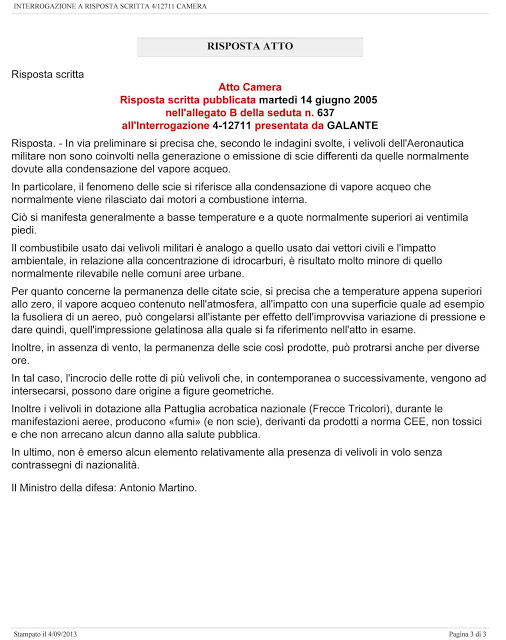 INTERROGAZIONE A RISPOSTA SCRITTA 4/12711 CAMERA
RISPOSTA ATTO
Risposta scritta
Atto Camera
Risposta scritta pubblicata martedì 14 giugno 2005
nell'allegato B della seduta n. 637
all'Interrogazione 4-12711 presentata da GALANTE
Risposta. - In via preliminare si precisa che, secondo le indagini svolte, i velivoli dell'Aeronautica
militare non sono coinvolti nella generazione o emissione di scie differenti da quelle normalmente
dovute alla condensazione del vapore acqueo.
In particolare, il fenomeno delle scie si riferisce alla condensazione di vapore acqueo che
normalmente viene rilasciato dai motori a combustione interna.
Ciò si manifesta generalmente a basse temperature e a quote normalmente superiori ai ventimila
piedi.
Il combustibile usato dai velivoli militari è analogo a quello usato dai vettori civili e l'impatto
ambientale, in relazione alla concentrazione di idrocarburi, è risultato molto minore di quello
normalmente rilevabile nelle comuni aree urbane.
Per quanto concerne la permanenza delle citate scie, si precisa che a temperature appena superiori
allo zero, il vapore acqueo contenuto nell'atmosfera, all'impatto con una superficie quale ad esempio
la fusoliera di un aereo, può congelarsi all'istante per effetto dell'improvvisa variazione di pressione e
dare quindi, quell'impressione gelatinosa alla quale si fa riferimento nell'atto in esame.
Inoltre, in assenza di vento, la permanenza delle scie così prodotte, può protrarsi anche per diverse
ore.
In tal caso, l'incrocio delle rotte di più velivoli che, in contemporanea o successivamente, vengono ad
intersecarsi, possono dare origine a figure geometriche.
Inoltre i velivoli in dotazione alla Pattuglia acrobatica nazionale (Frecce Tricolori), durante le
manifestazioni aeree, producono «fumi» (e non scie), derivanti da prodotti a norma CEE, non tossici
e che non arrecano alcun danno alla salute pubblica.
In ultimo, non è emerso alcun elemento relativamente alla presenza di velivoli in volo senza
contrassegni di nazionalità.
Il Ministro della difesa: Antonio Martino.
Stampato il 4/09/2013
Pagina 3 di 3